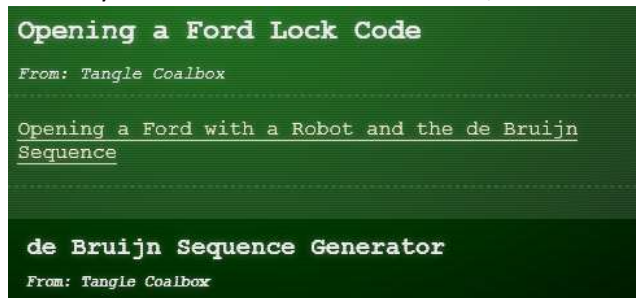 Opening a Ford Lock Code
From: Tangle Coalbox
Opening a Ford with a Robot and the de Bruijn
Sequence
de Bruijn Sequence Generator
From: Tangle Coalbox